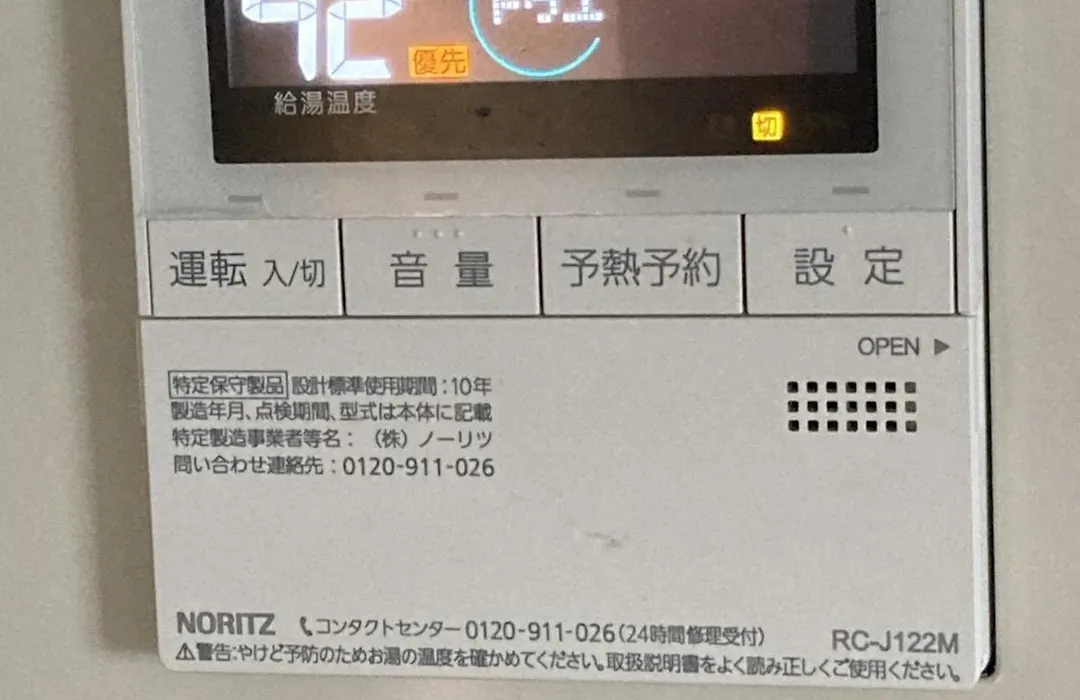 42
優先
給湯温度
切
運転 入/切
音量
予熱予約
設定
OPEN ▶
特定保守製品 設計標準使用期間:10年
製造年月、点検期間、型式は本体に記載
特定製造事業者等名:(株)ノーリツ
問い合わせ連絡先:0120-911-026
NORITZ コンタクトセンター 0120-911-026(24時間修理受付) RC-J122M
⚠警告:やけど予防のためお湯の温度を確かめてください。取扱説明書をよく読み正しくご使用ください。